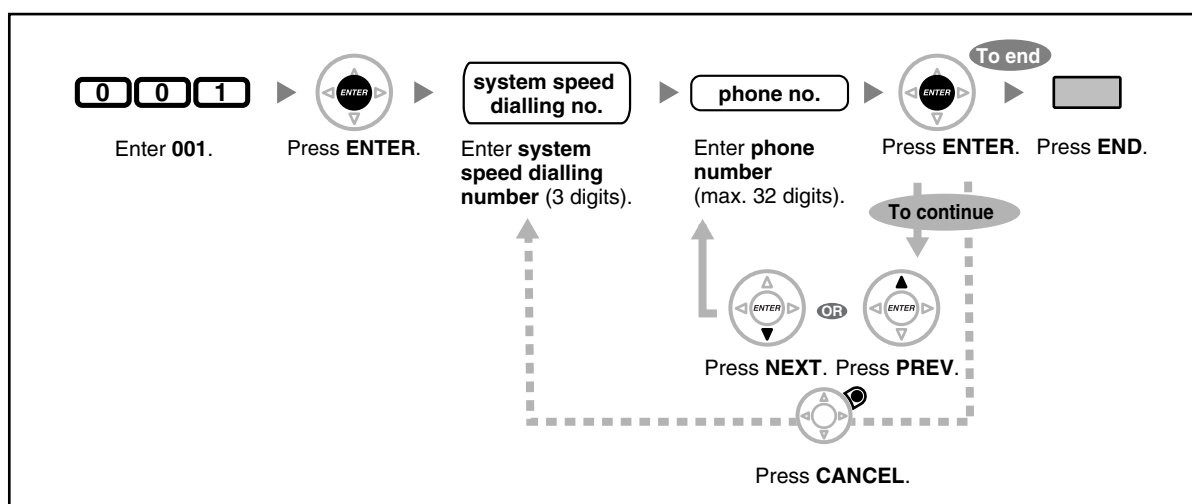 To end
0 0 1
ENTER
system speed
dialling no.
phone no.
ENTER
Enter 001.
Press ENTER.
Enter system
speed dialling
number (3 digits).
Enter phone
number
(max. 32 digits).
Press ENTER.
Press END.
To continue
ENTER
OR
ENTER
Press NEXT.
Press PREV.
Press CANCEL.